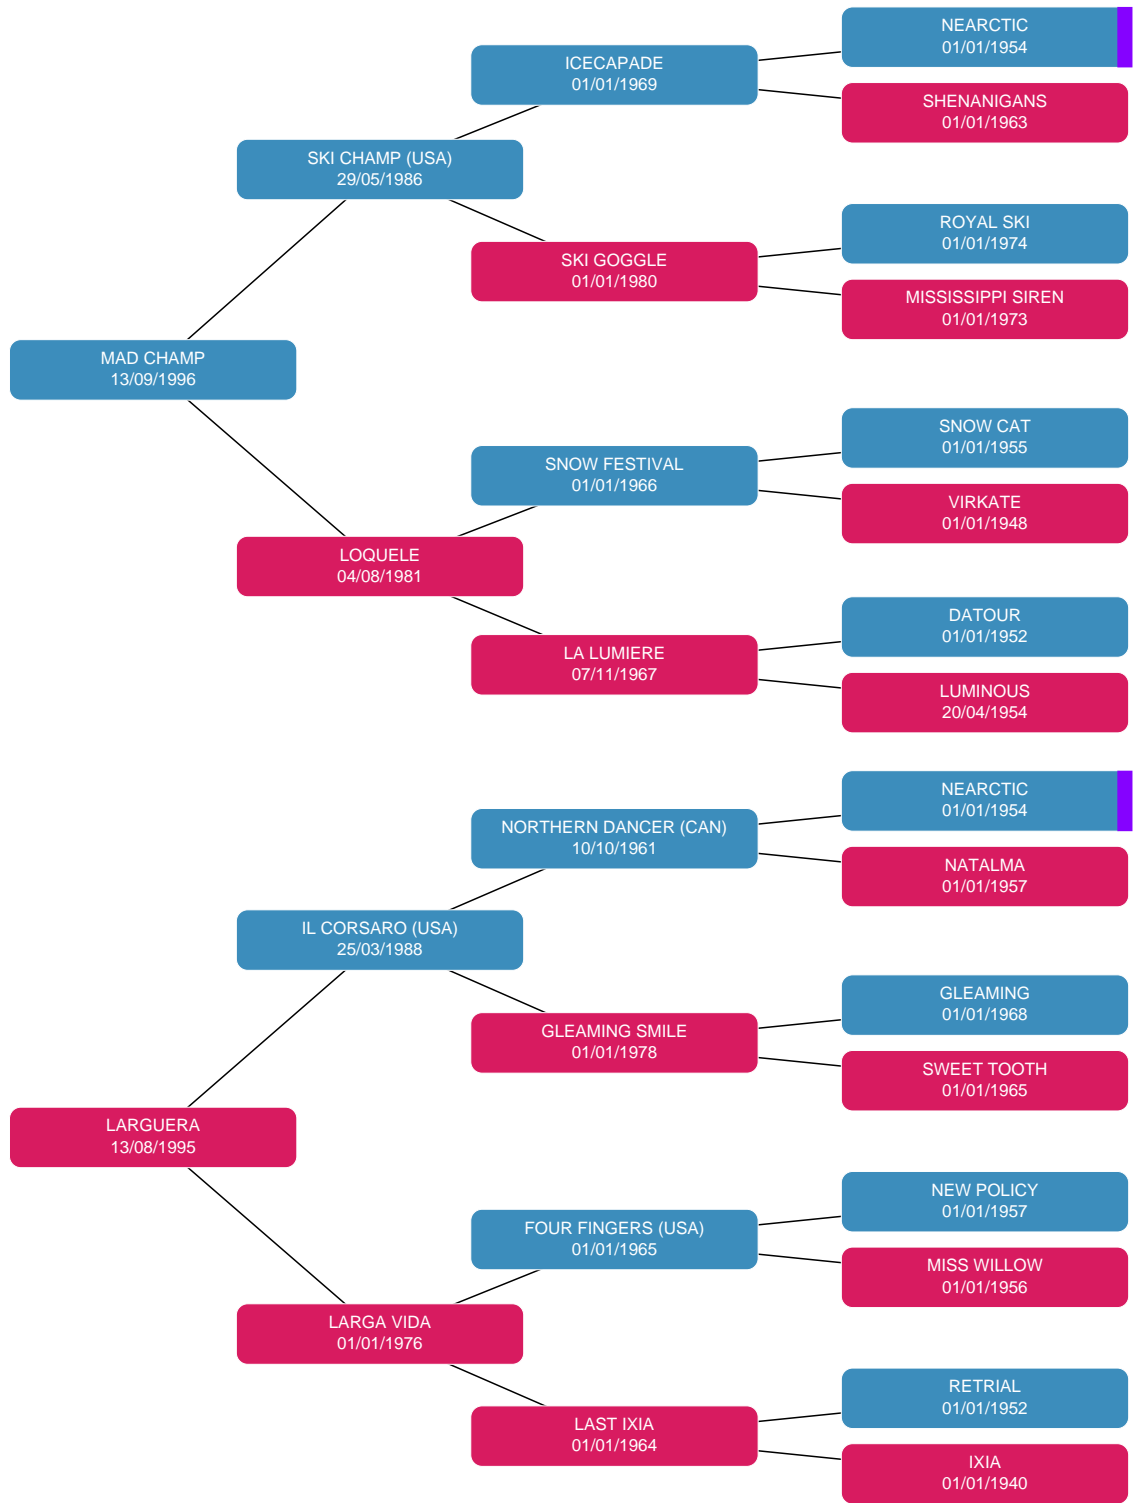 NEARCTIC
01/01/1954
ICECAPADE
01/01/1969
SHENANIGANS
01/01/1963
SKI CHAMP (USA)
29/05/1986
ROYAL SKI
01/01/1974
SKI GOGGLE
01/01/1980
MISSISSIPPI SIREN
01/01/1973
MAD CHAMP
13/09/1996
SNOW CAT
01/01/1955
SNOW FESTIVAL
01/01/1966
VIRKATE
01/01/1948
LOQUELE
04/08/1981
DATOUR
01/01/1952
LA LUMIERE
07/11/1967
LUMINOUS
20/04/1954
NEARCTIC
01/01/1954
NORTHERN DANCER (CAN)
10/10/1961
NATALMA
01/01/1957
IL CORSARO (USA)
25/03/1988
GLEAMING
01/01/1968
GLEAMING SMILE
01/01/1978
SWEET TOOTH
01/01/1965
LARGUERA
13/08/1995
NEW POLICY
01/01/1957
FOUR FINGERS (USA)
01/01/1965
MISS WILLOW
01/01/1956
LARGA VIDA
01/01/1976
RETRIAL
01/01/1952
LAST IXIA
01/01/1964
IXIA
01/01/1940